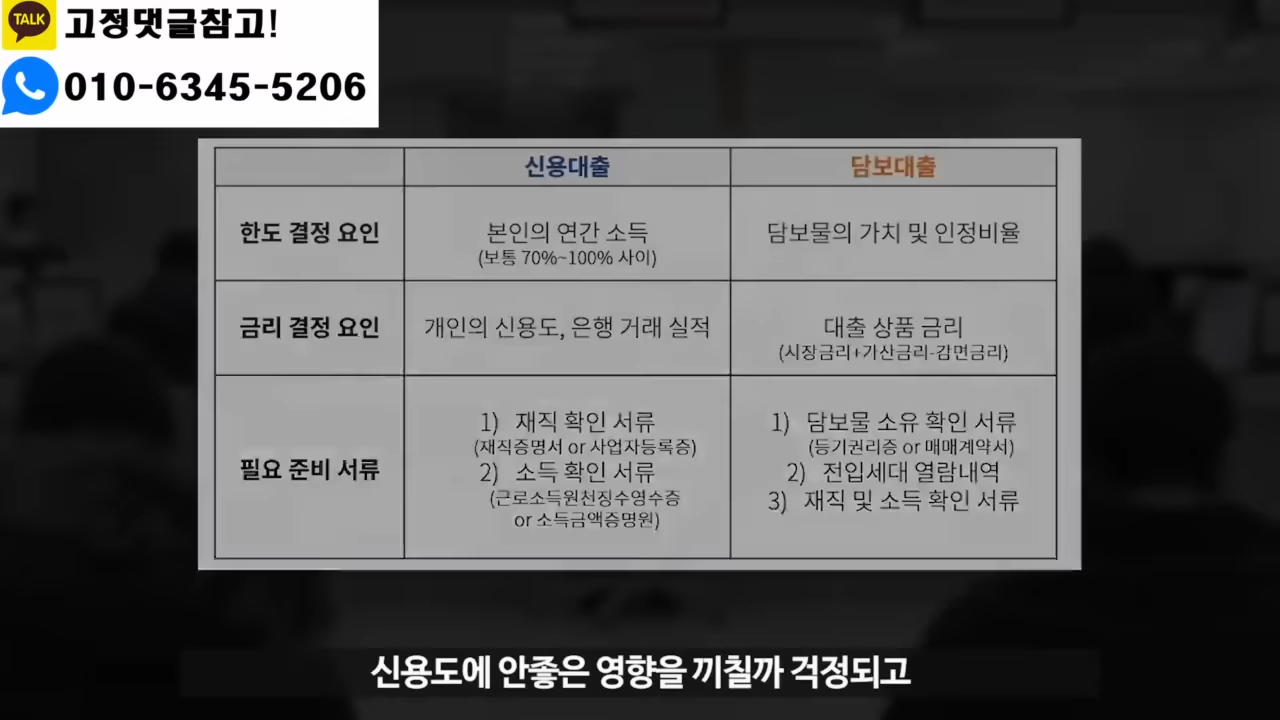 TALK 고정댓글참고!
010-6345-5206
신용대출 담보대출
한도 결정 요인
본인의 연간 소득
(보통 70%~100% 사이)
담보물의 가치 및 인정비율
금리 결정 요인
개인의 신용도, 은행 거래 실적
대출 상품 금리
(시장금리+가산금리-감면금리)
필요 준비 서류
1) 재직 확인 서류
(재직증명서 or 사업자등록증)
2) 소득 확인 서류
(근로소득원천징수영수증
or 소득금액증명원)
1) 담보물 소유 확인 서류
(등기권리증 or 매매계약서)
2) 전입세대 열람내역
3) 재직 및 소득 확인 서류
신용도에 안좋은 영향을 끼칠까 걱정되고